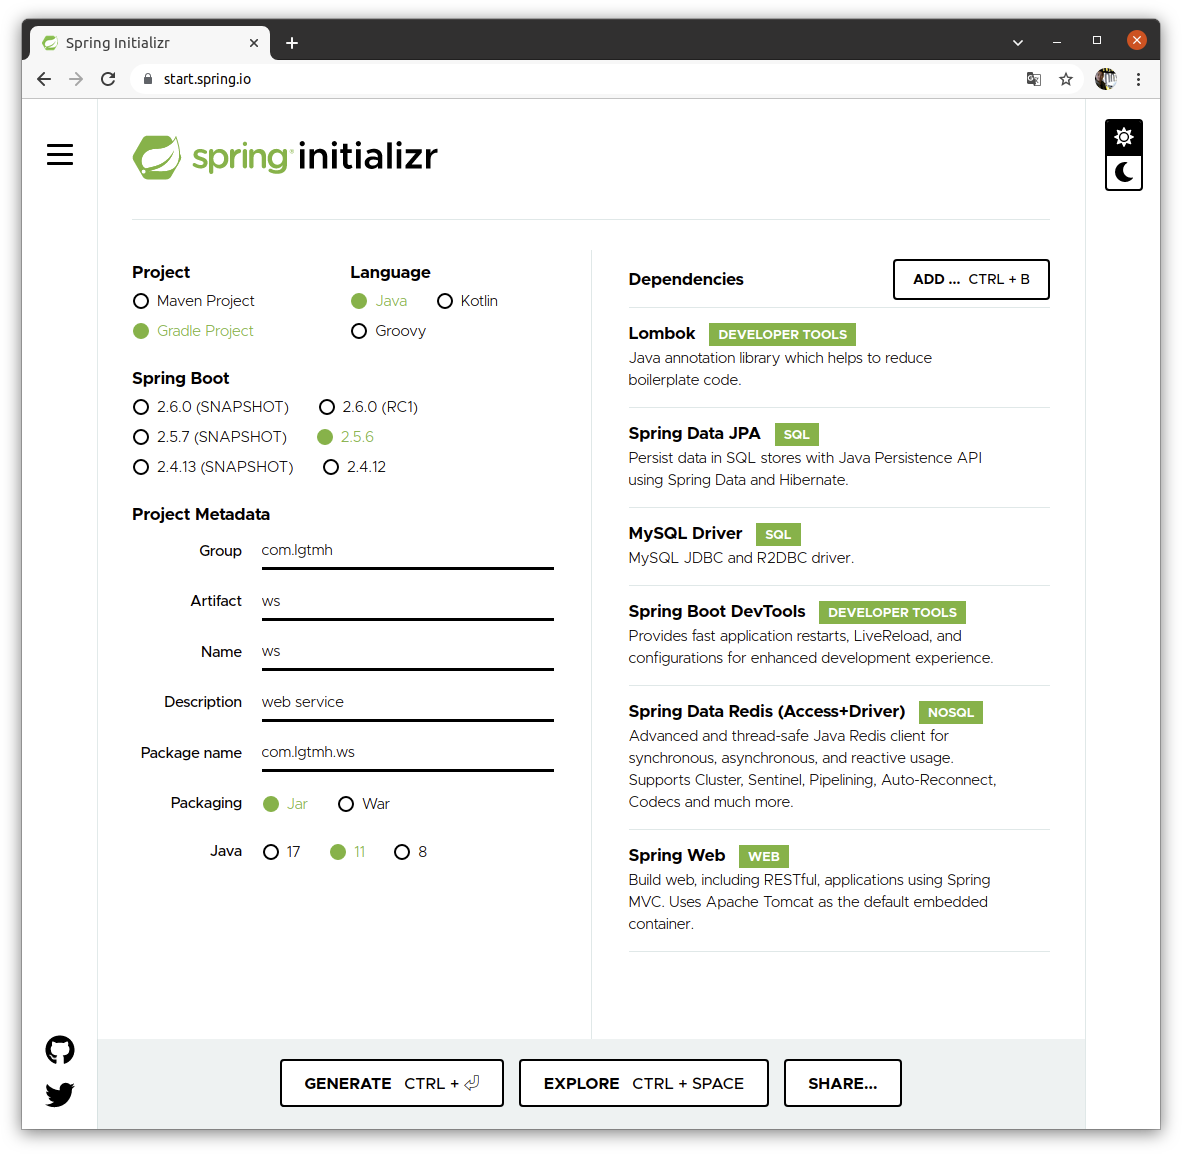 Spring Initializr
start.spring.io
spring initializr
Project
Maven Project
Gradle Project
Language
Java Kotlin
Groovy
Spring Boot
2.6.0 (SNAPSHOT) 2.6.0 (RC1)
2.5.7 (SNAPSHOT) 2.5.6
2.4.13 (SNAPSHOT) 2.4.12
Project Metadata
Group com.lgtmh
Artifact ws
Name ws
Description web service
Package name com.lgtmh.ws
Packaging Jar War
Java 17 11 8
Dependencies ADD ... CTRL + B
Lombok DEVELOPER TOOLS
Java annotation library which helps to reduce
boilerplate code.
Spring Data JPA SQL
Persist data in SQL stores with Java Persistence API
using Spring Data and Hibernate.
MySQL Driver SQL
MySQL JDBC and R2DBC driver.
Spring Boot DevTools DEVELOPER TOOLS
Provides fast application restarts, LiveReload, and
configurations for enhanced development experience.
Spring Data Redis (Access+Driver) NOSQL
Advanced and thread-safe Java Redis client for
synchronous, asynchronous, and reactive usage.
Supports Cluster, Sentinel, Pipelining, Auto-Reconnect,
Codecs and much more.
Spring Web WEB
Build web, including RESTful, applications using Spring
MVC. Uses Apache Tomcat as the default embedded
container.
GENERATE CTRL + ⏎ EXPLORE CTRL + SPACE SHARE...